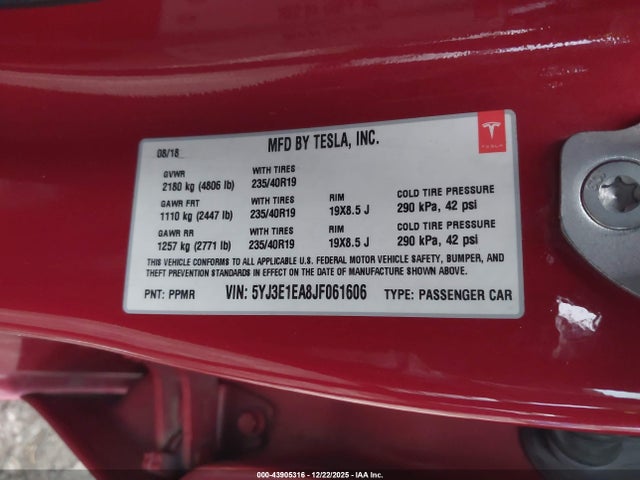 08/18
MFD BY TESLA, INC.
TESLA
GVWR
WITH TIRES
2180 kg (4806 lb)
235/40R19
GAWR FRT
WITH TIRES
RIM
COLD TIRE PRESSURE
1110 kg (2447 lb)
235/40R19
19X8.5 J
290 kPa, 42 psi
GAWR RR
WITH TIRES
RIM
COLD TIRE PRESSURE
1257 kg (2771 lb)
235/40R19
19X8.5 J
290 kPa, 42 psi
THIS VEHICLE CONFORMS TO ALL APPLICABLE U.S. FEDERAL MOTOR VEHICLE SAFETY, BUMPER, AND
THEFT PREVENTION STANDARDS IN EFFECT ON THE DATE OF MANUFACTURE SHOWN ABOVE.
PNT: PPMR
VIN: 5YJ3E1EA8JF061606
TYPE: PASSENGER CAR
000-43905316 - 12/22/2025 - IAA Inc.